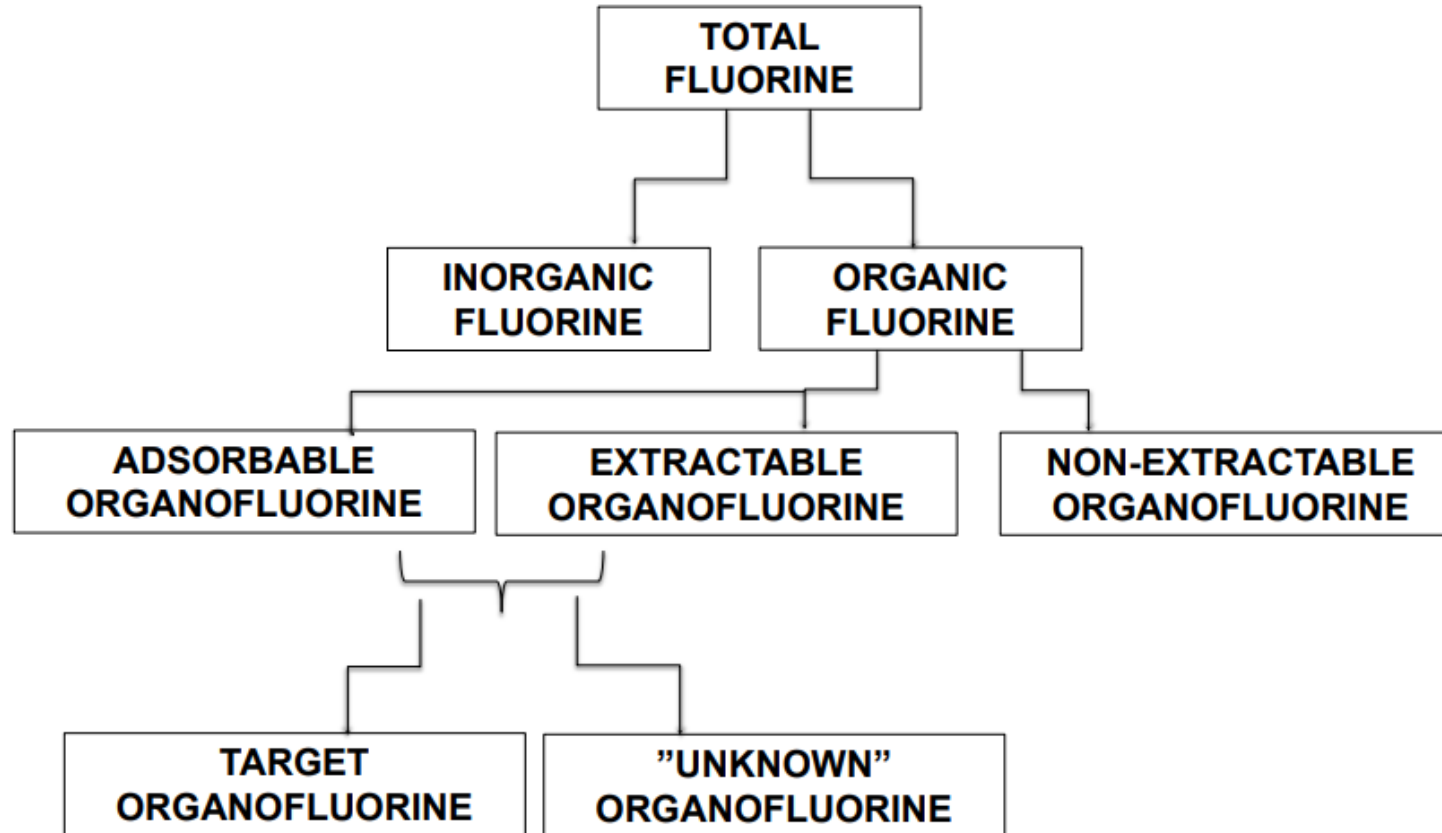 TOTAL
FLUORINE
INORGANIC
FLUORINE
ORGANIC
FLUORINE
ADSORBABLE
ORGANOFLUORINE
EXTRACTABLE
ORGANOFLUORINE
NON-EXTRACTABLE
ORGANOFLUORINE
TARGET
ORGANOFLUORINE
”UNKNOWN”
ORGANOFLUORINE